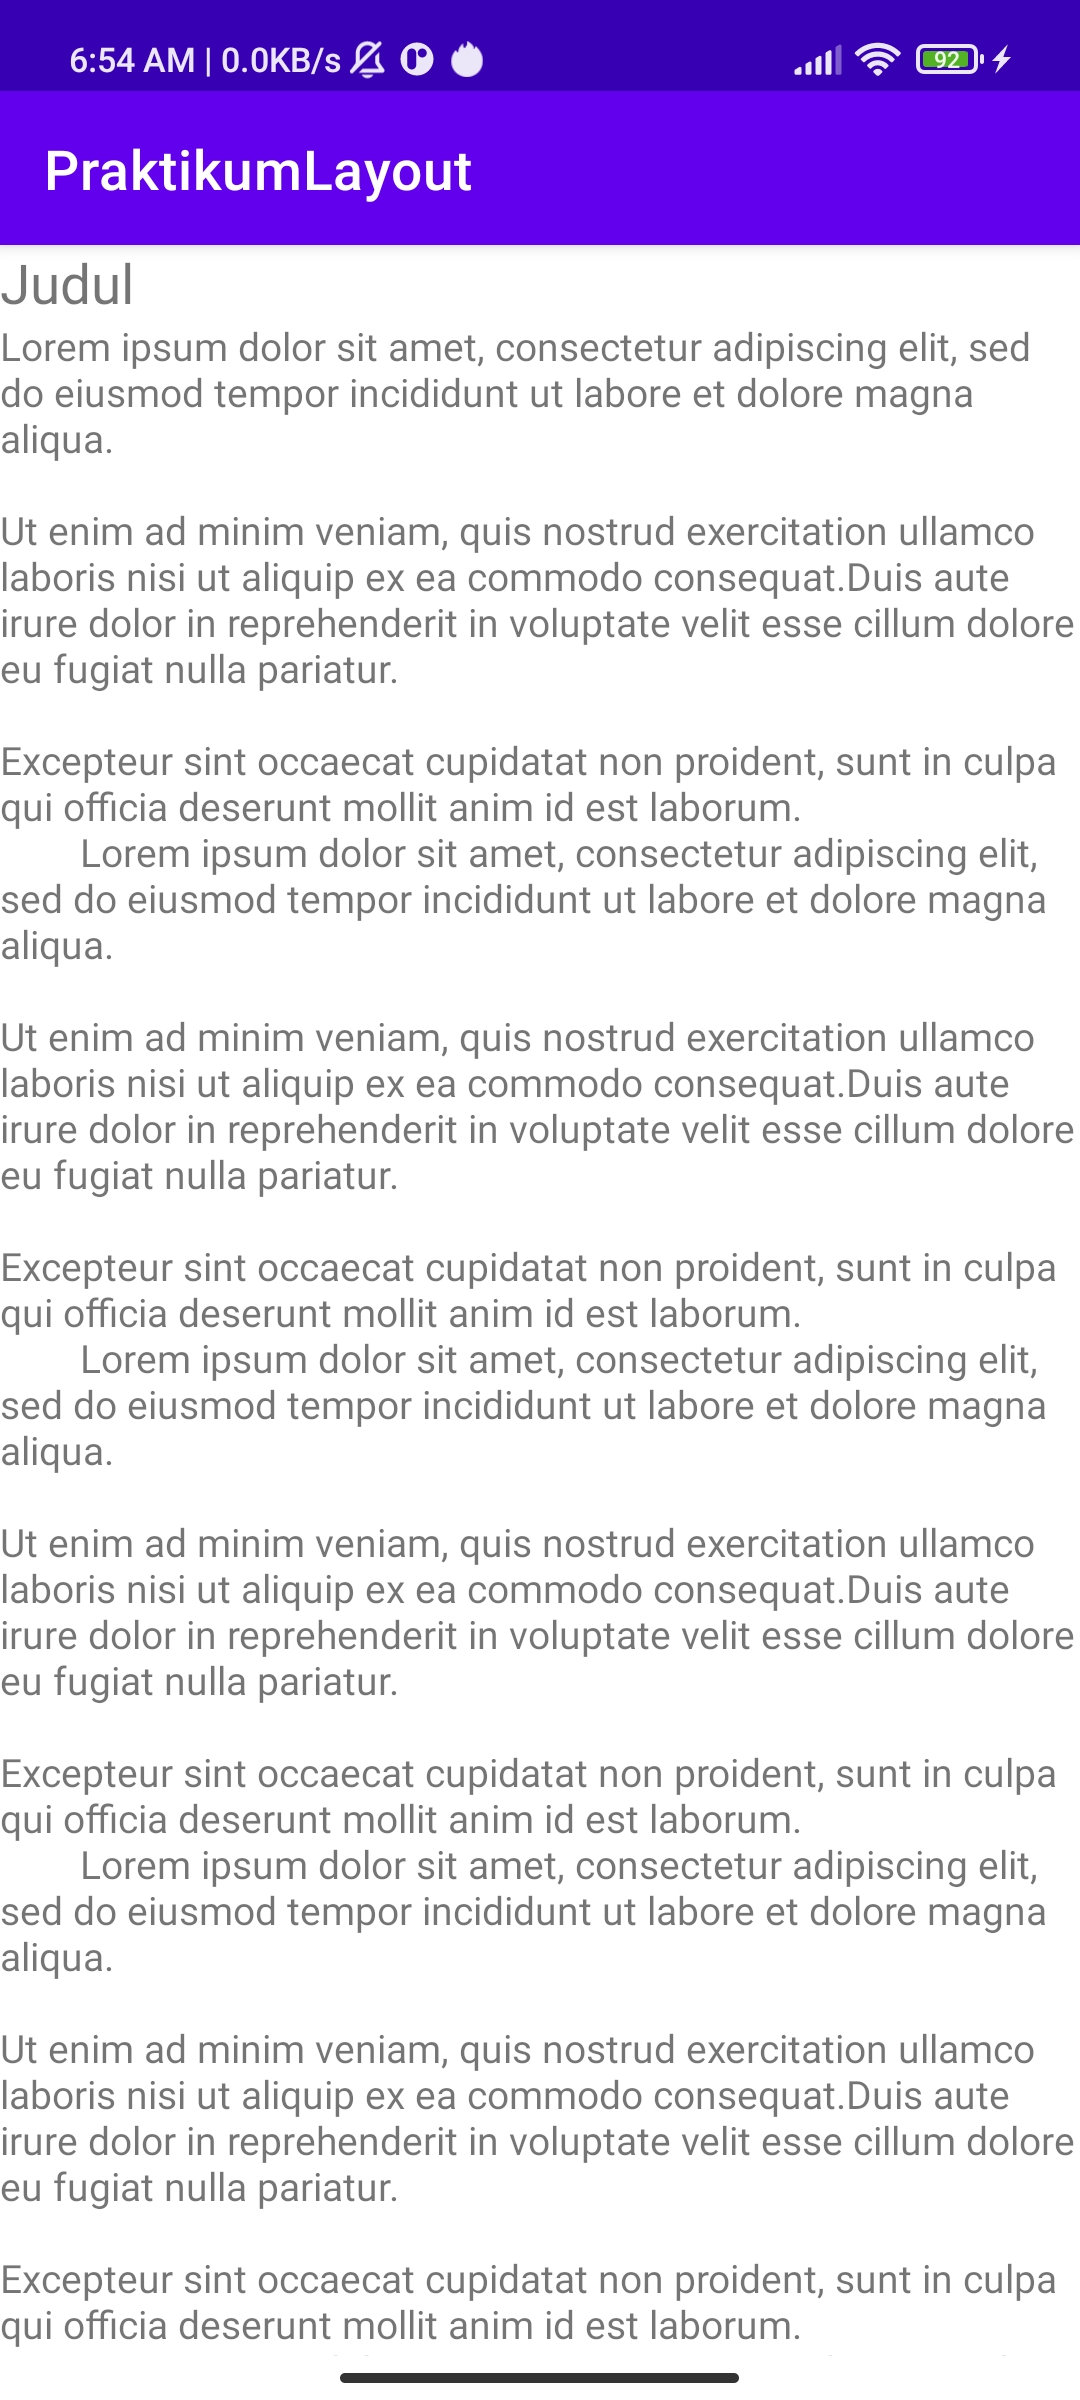 6:54 AM | 0.0KB/s
92
PraktikumLayout
Judul
Lorem ipsum dolor sit amet, consectetur adipiscing elit, sed
do eiusmod tempor incididunt ut labore et dolore magna
aliqua.
Ut enim ad minim veniam, quis nostrud exercitation ullamco
laboris nisi ut aliquip ex ea commodo consequat.Duis aute
irure dolor in reprehenderit in voluptate velit esse cillum dolore
eu fugiat nulla pariatur.
Excepteur sint occaecat cupidatat non proident, sunt in culpa
qui officia deserunt mollit anim id est laborum.
Lorem ipsum dolor sit amet, consectetur adipiscing elit,
sed do eiusmod tempor incididunt ut labore et dolore magna
aliqua.
Ut enim ad minim veniam, quis nostrud exercitation ullamco
laboris nisi ut aliquip ex ea commodo consequat.Duis aute
irure dolor in reprehenderit in voluptate velit esse cillum dolore
eu fugiat nulla pariatur.
Excepteur sint occaecat cupidatat non proident, sunt in culpa
qui officia deserunt mollit anim id est laborum.
Lorem ipsum dolor sit amet, consectetur adipiscing elit,
sed do eiusmod tempor incididunt ut labore et dolore magna
aliqua.
Ut enim ad minim veniam, quis nostrud exercitation ullamco
laboris nisi ut aliquip ex ea commodo consequat.Duis aute
irure dolor in reprehenderit in voluptate velit esse cillum dolore
eu fugiat nulla pariatur.
Excepteur sint occaecat cupidatat non proident, sunt in culpa
qui officia deserunt mollit anim id est laborum.
Lorem ipsum dolor sit amet, consectetur adipiscing elit,
sed do eiusmod tempor incididunt ut labore et dolore magna
aliqua.
Ut enim ad minim veniam, quis nostrud exercitation ullamco
laboris nisi ut aliquip ex ea commodo consequat.Duis aute
irure dolor in reprehenderit in voluptate velit esse cillum dolore
eu fugiat nulla pariatur.
Excepteur sint occaecat cupidatat non proident, sunt in culpa
qui officia deserunt mollit anim id est laborum.